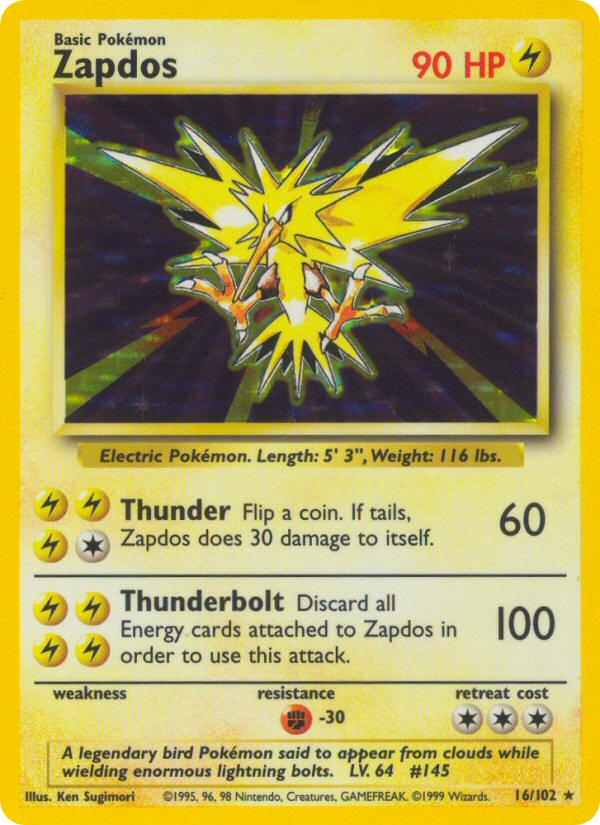 Basic Pokémon
Zapdos
90 HP
Electric Pokémon. Length: 5' 3", Weight: 116 lbs.
Thunder Flip a coin. If tails,
Zapdos does 30 damage to itself.
60
Thunderbolt Discard all
Energy cards attached to Zapdos in
order to use this attack.
100
weakness resistance retreat cost
-30
A legendary bird Pokémon said to appear from clouds while
wielding enormous lightning bolts. LV. 64 #145
Illus. Ken Sugimori ©1995, 96, 98 Nintendo, Creatures, GAMEFREAK. ©1999 Wizards. 16/102 ★